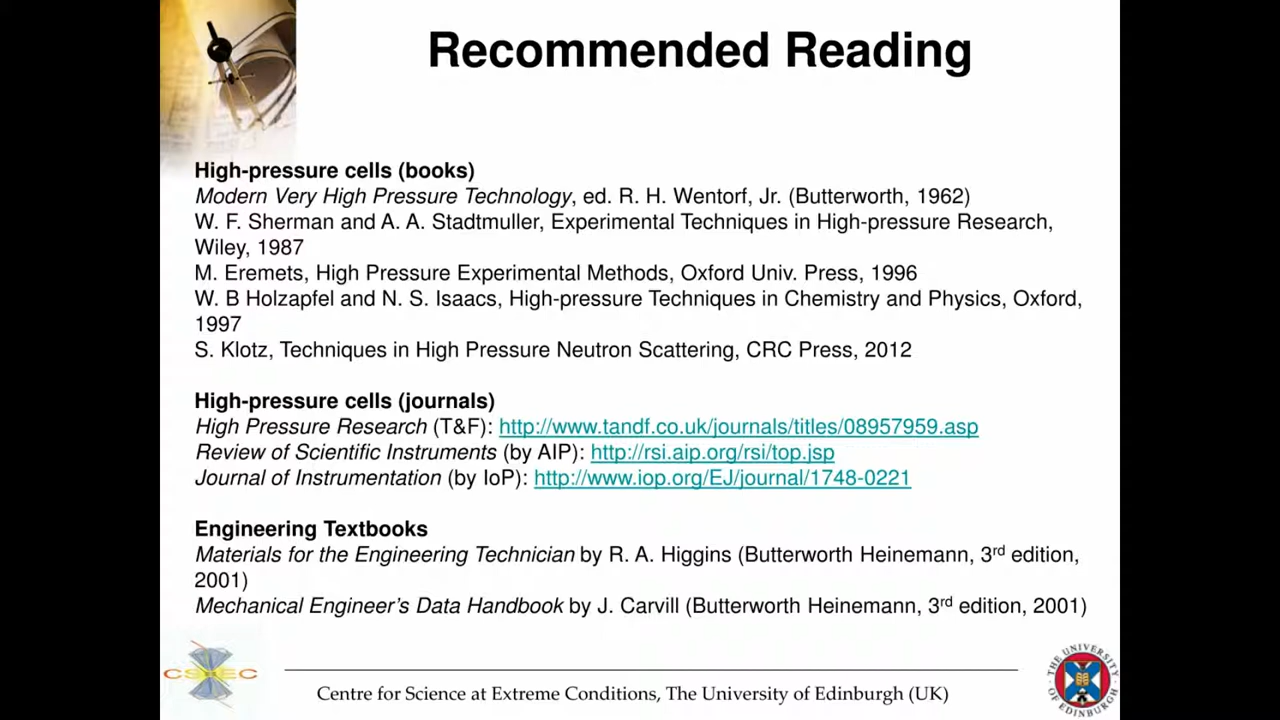 Recommended Reading
High-pressure cells (books)
Modern Very High Pressure Technology, ed. R. H. Wentorf, Jr. (Butterworth, 1962)
W. F. Sherman and A. A. Stadtmuller, Experimental Techniques in High-pressure Research,
Wiley, 1987
M. Eremets, High Pressure Experimental Methods, Oxford Univ. Press, 1996
W. B Holzapfel and N. S. Isaacs, High-pressure Techniques in Chemistry and Physics, Oxford,
1997
S. Klotz, Techniques in High Pressure Neutron Scattering, CRC Press, 2012
High-pressure cells (journals)
High Pressure Research (T&F): http://www.tandf.co.uk/journals/titles/08957959.asp
Review of Scientific Instruments (by AIP): http://rsi.aip.org/rsi/top.jsp
Journal of Instrumentation (by IoP): http://www.iop.org/EJ/journal/1748-0221
Engineering Textbooks
Materials for the Engineering Technician by R. A. Higgins (Butterworth Heinemann, 3rd edition,
2001)
Mechanical Engineer's Data Handbook by J. Carvill (Butterworth Heinemann, 3rd edition, 2001)
Centre for Science at Extreme Conditions, The University of Edinburgh (UK)
THE UNIVERSITY OF EDINBURGH